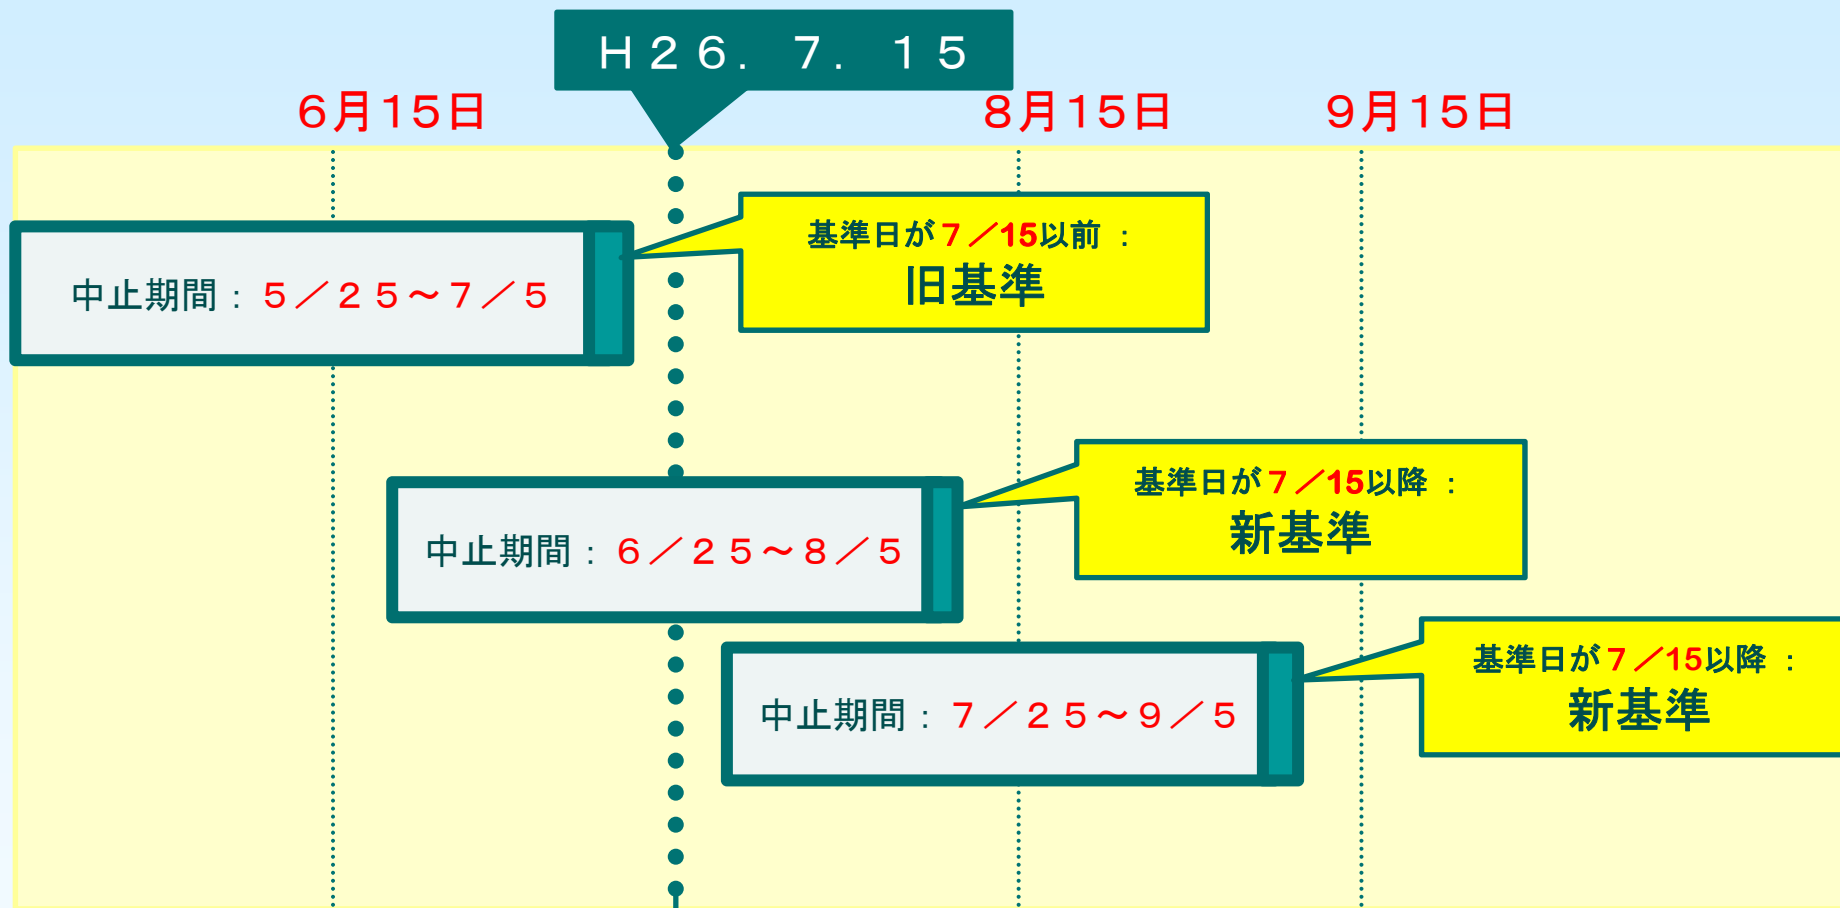 H26. 7. 15
6月15日
8月15日
9月15日
基準日が7/15以前:
旧基準
中止期間:5/25～7/5
基準日が7/15以降:
新基準
中止期間:6/25～8/5
基準日が7/15以降:
新基準
中止期間:7/25～9/5